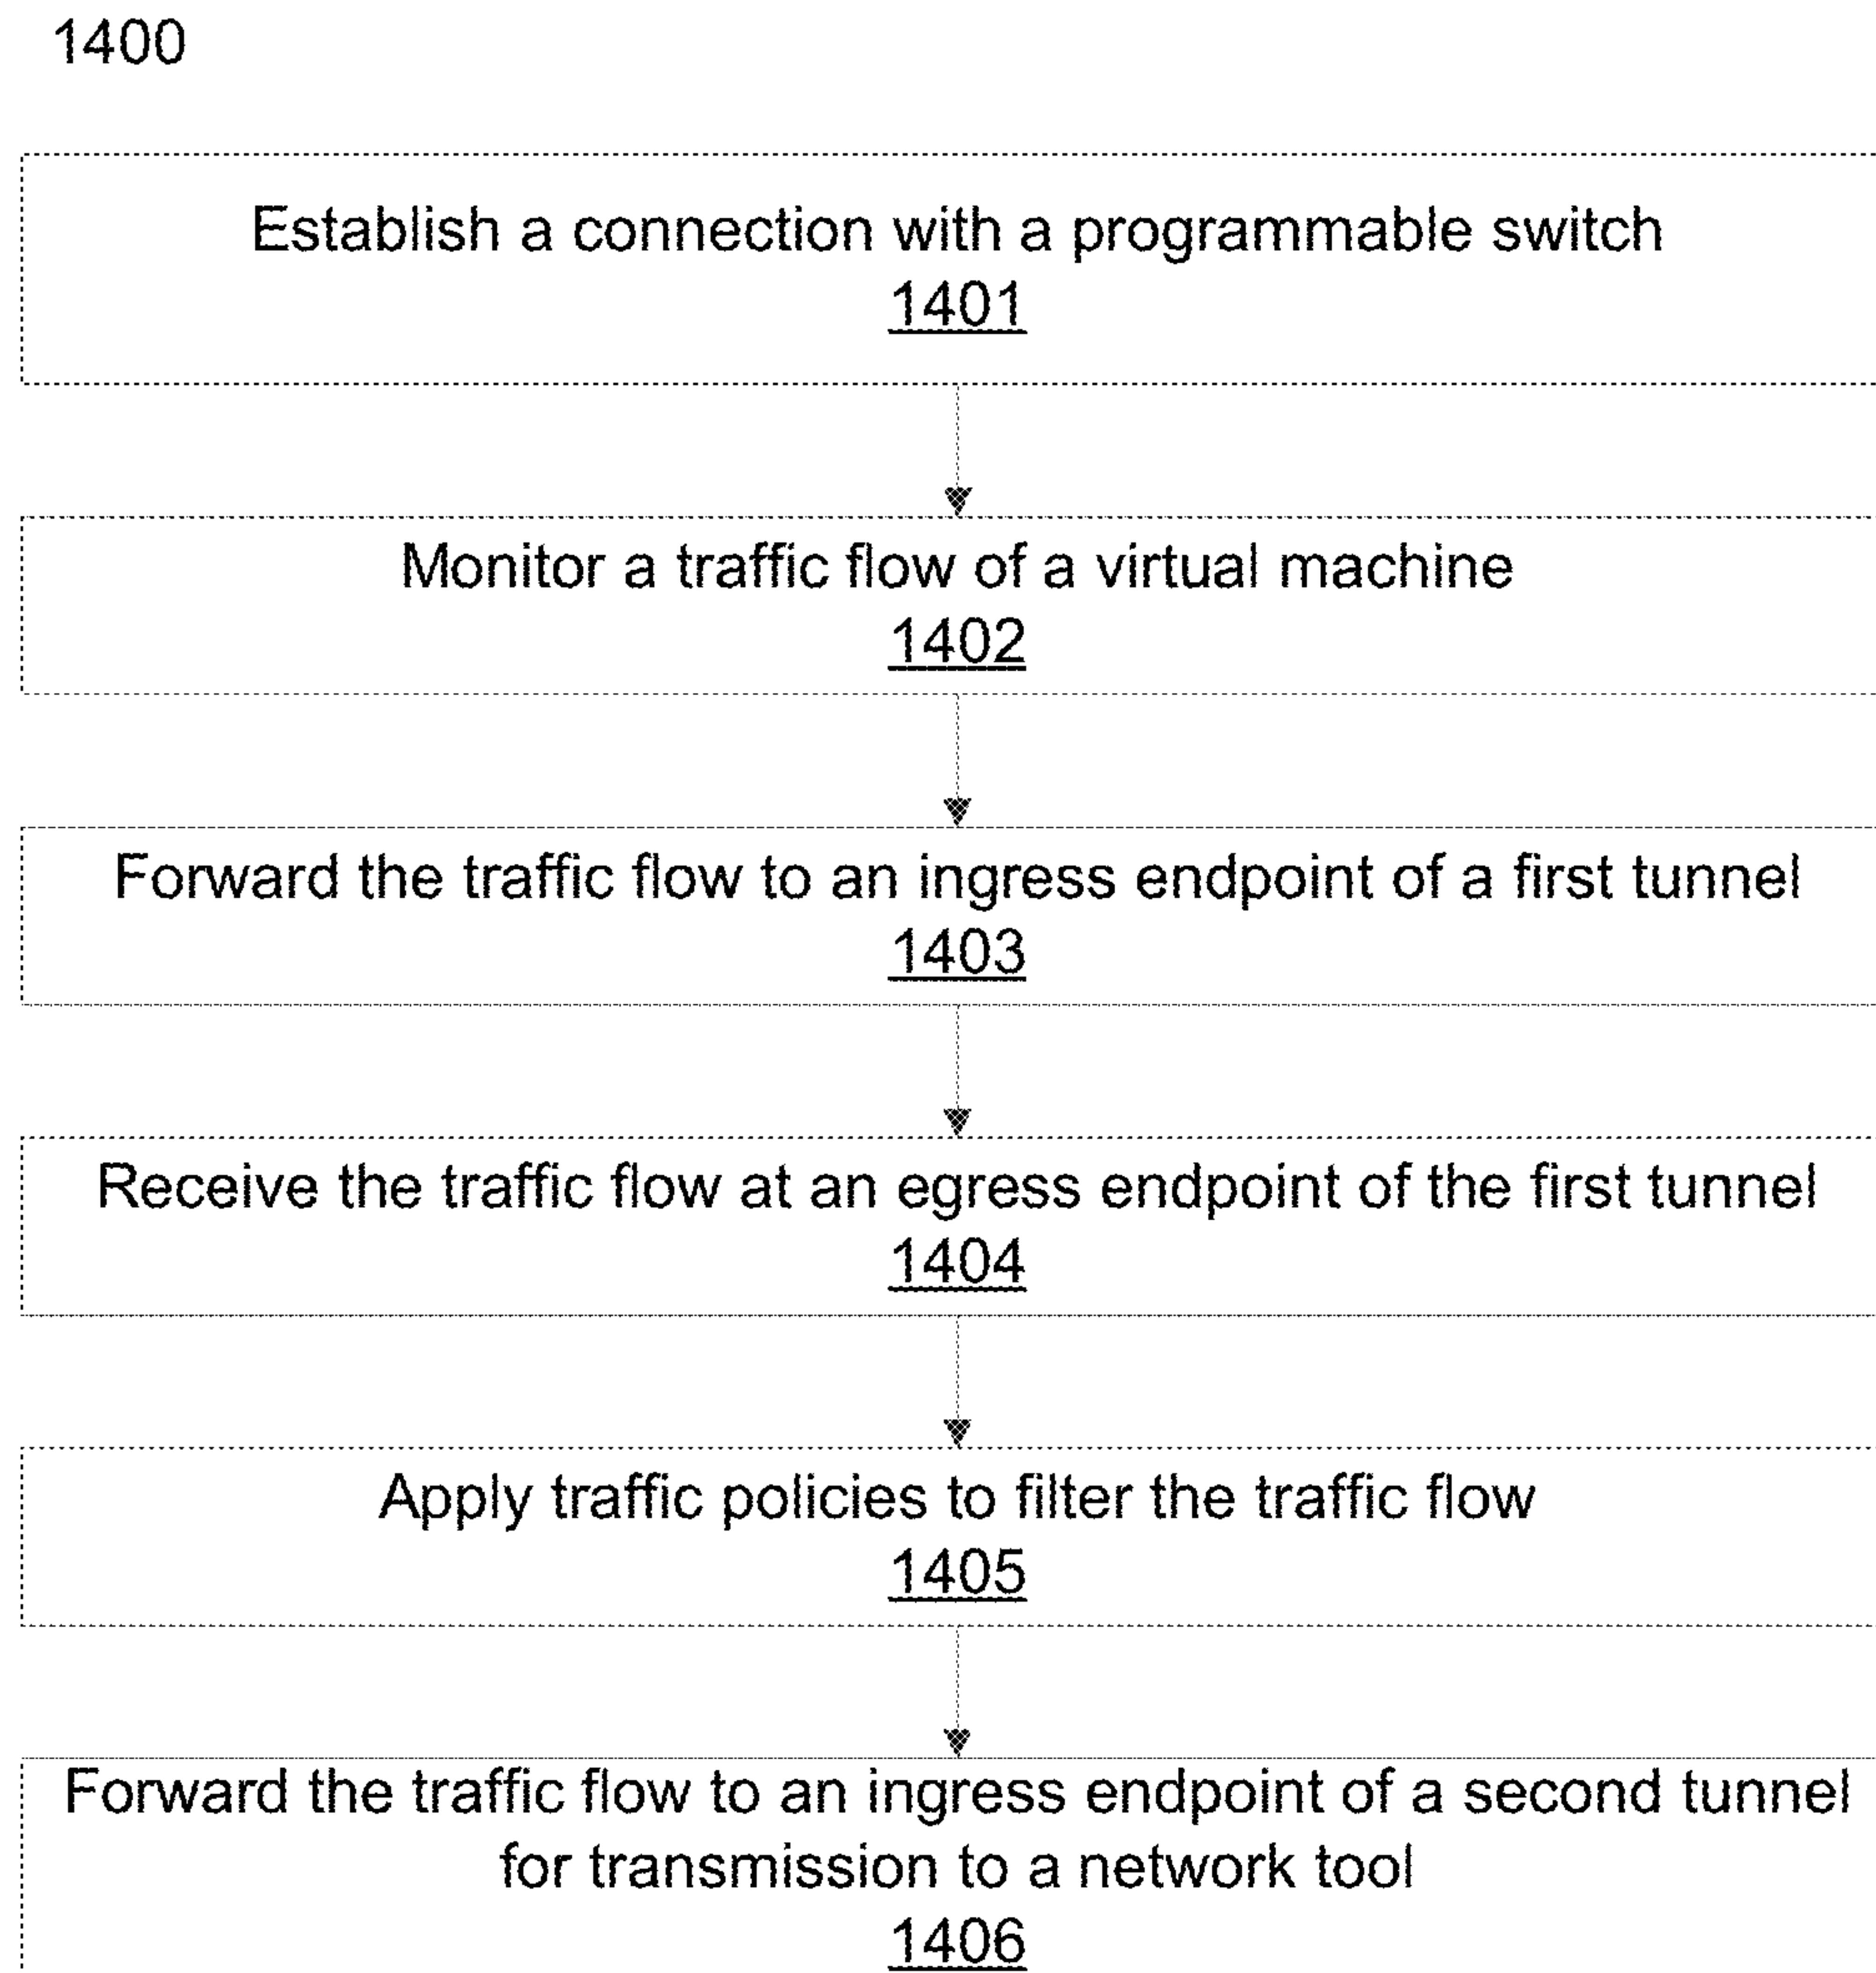 1400
Establish a connection with a programmable switch
1401
Monitor a traffic flow of a virtual machine
1402
Forward the traffic flow to an ingress endpoint of a first tunnel
1403
Receive the traffic flow at an egress endpoint of the first tunnel
1404
Apply traffic policies to filter the traffic flow
1405
Forward the traffic flow to an ingress endpoint of a second tunnel
for transmission to a network tool
1406